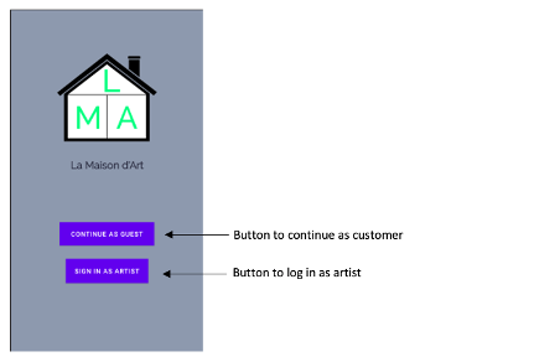 L
M A
La Maison d'Art
CONTINUE AS GUEST
Button to continue as customer
SIGN IN AS ARTIST
Button to log in as artist